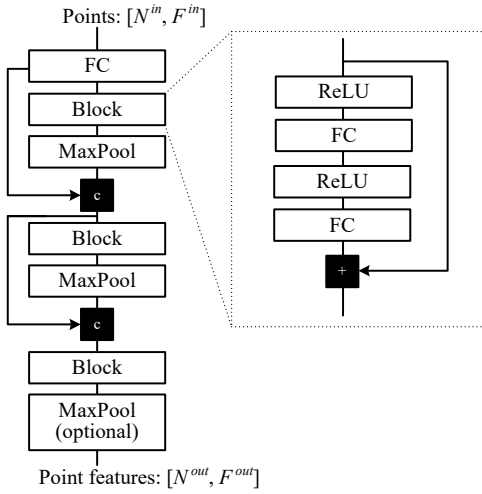 Points: [N^in, F^in]
FC
Block
MaxPool
c
Block
MaxPool
c
Block
MaxPool
(optional)
Point features: [N^out, F^out]
ReLU
FC
ReLU
FC
+